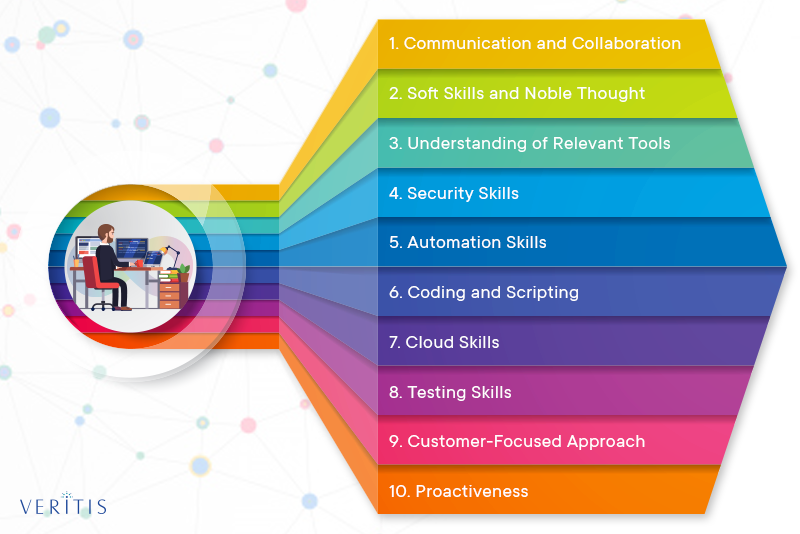 1. Communication and Collaboration
2. Soft Skills and Noble Thought
3. Understanding of Relevant Tools
4. Security Skills
5. Automation Skills
6. Coding and Scripting
7. Cloud Skills
8. Testing Skills
9. Customer-Focused Approach
10. Proactiveness
VERITIS